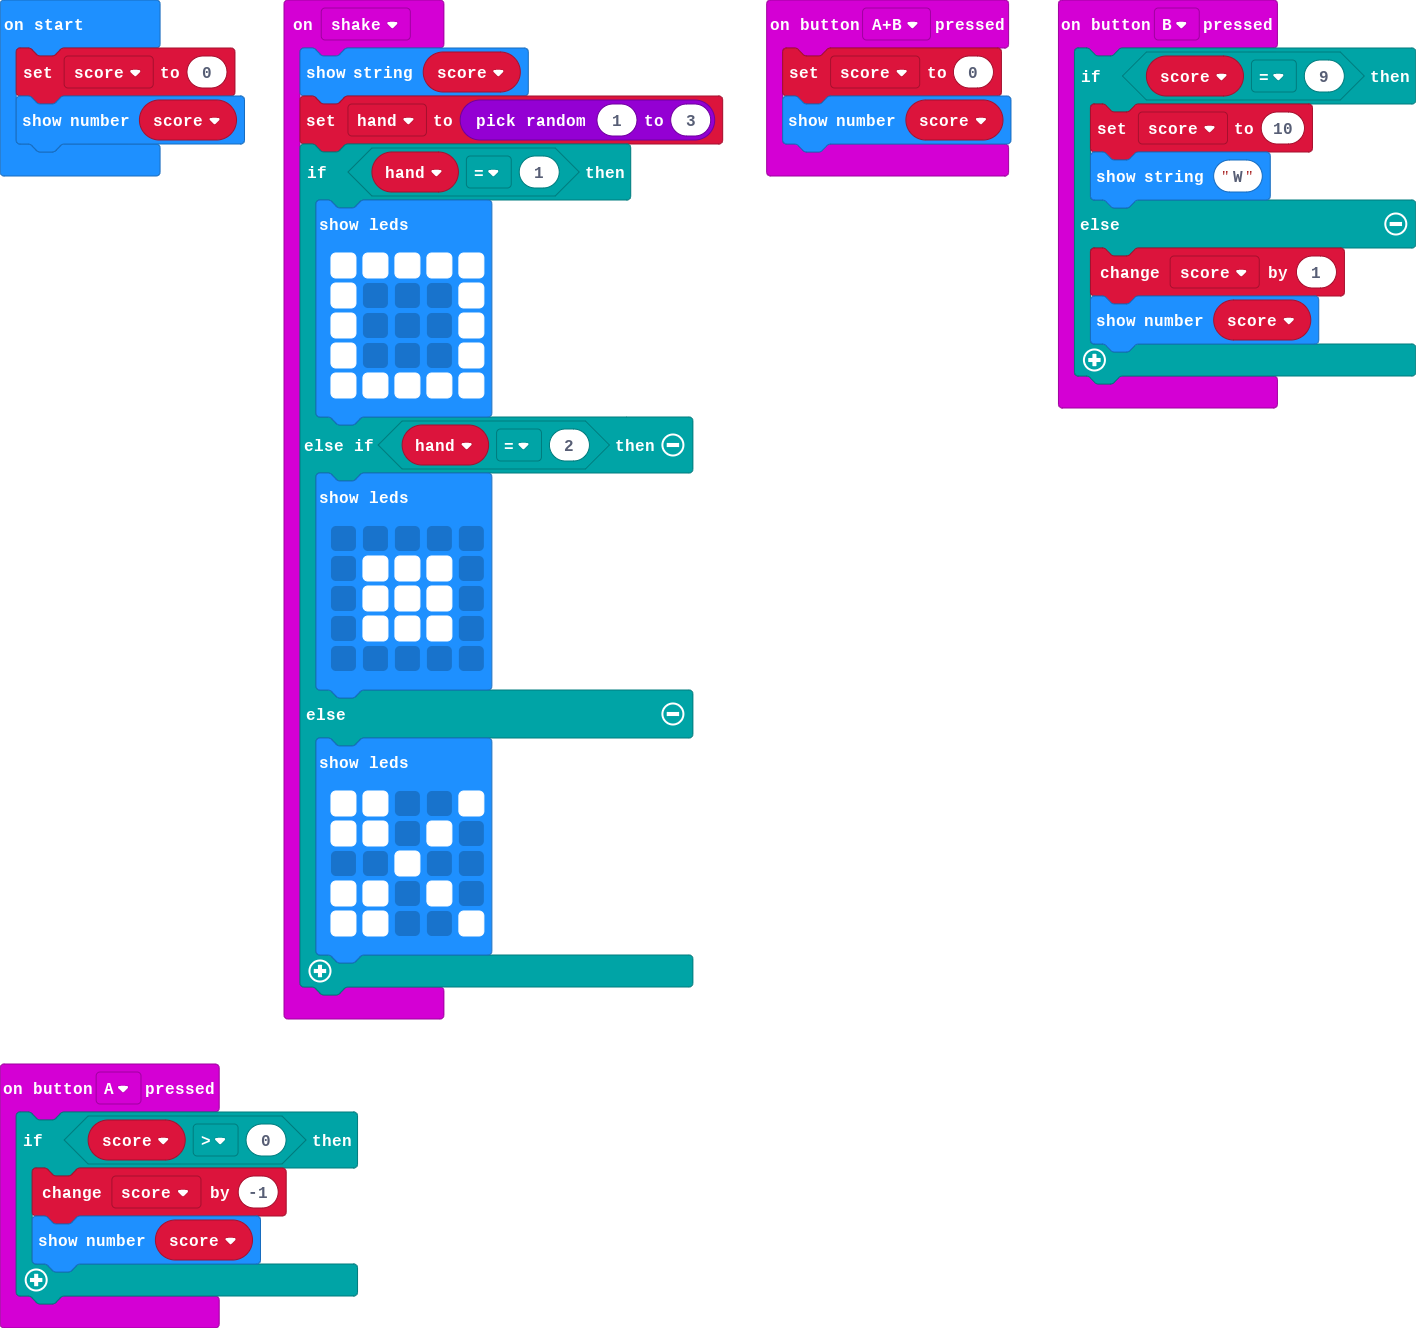 on start
set score to 0
show number score
on shake
show string score
set hand to pick random 1 to 3
if hand = 1 then
show leds
else if hand = 2 then
show leds
else
show leds
on button A+B pressed
set score to 0
show number score
on button B pressed
if score = 9 then
set score to 10
show string "W"
else
change score by 1
show number score
on button A pressed
if score > 0 then
change score by -1
show number score